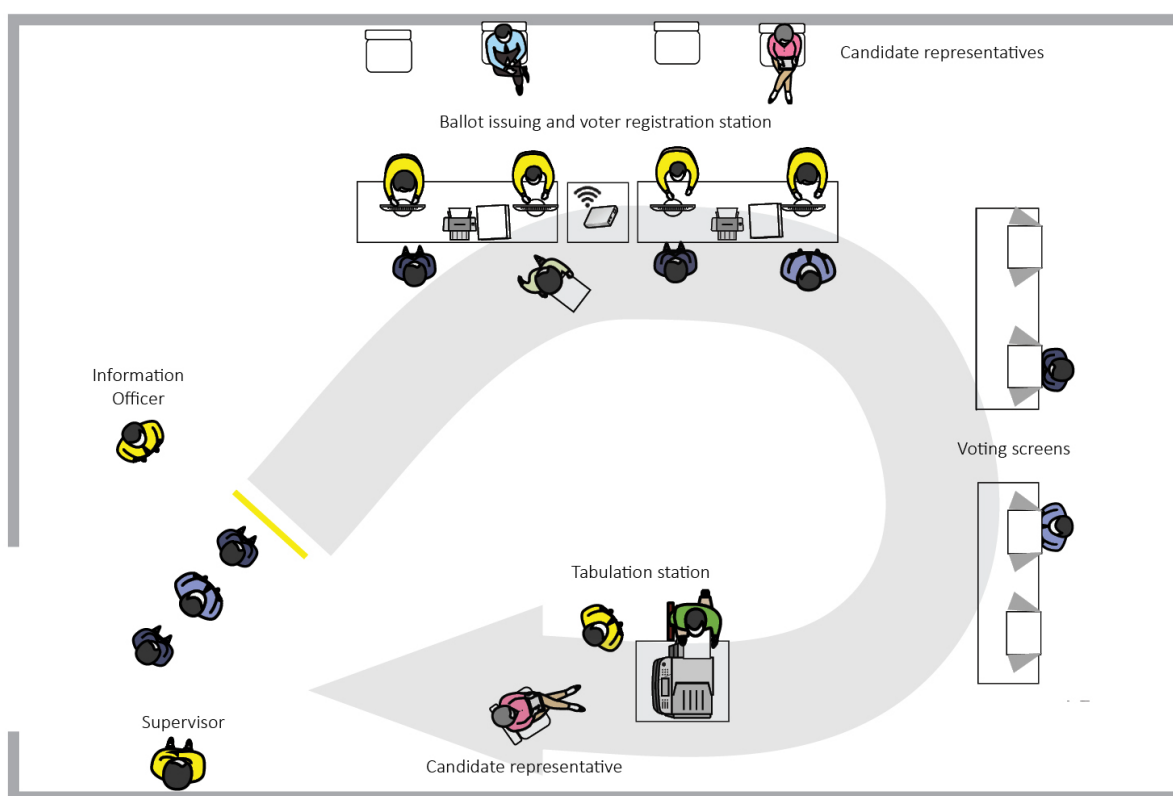 Candidate representatives
Ballot issuing and voter registration station
Information
Officer
Voting screens
Tabulation station
Supervisor
Candidate representative